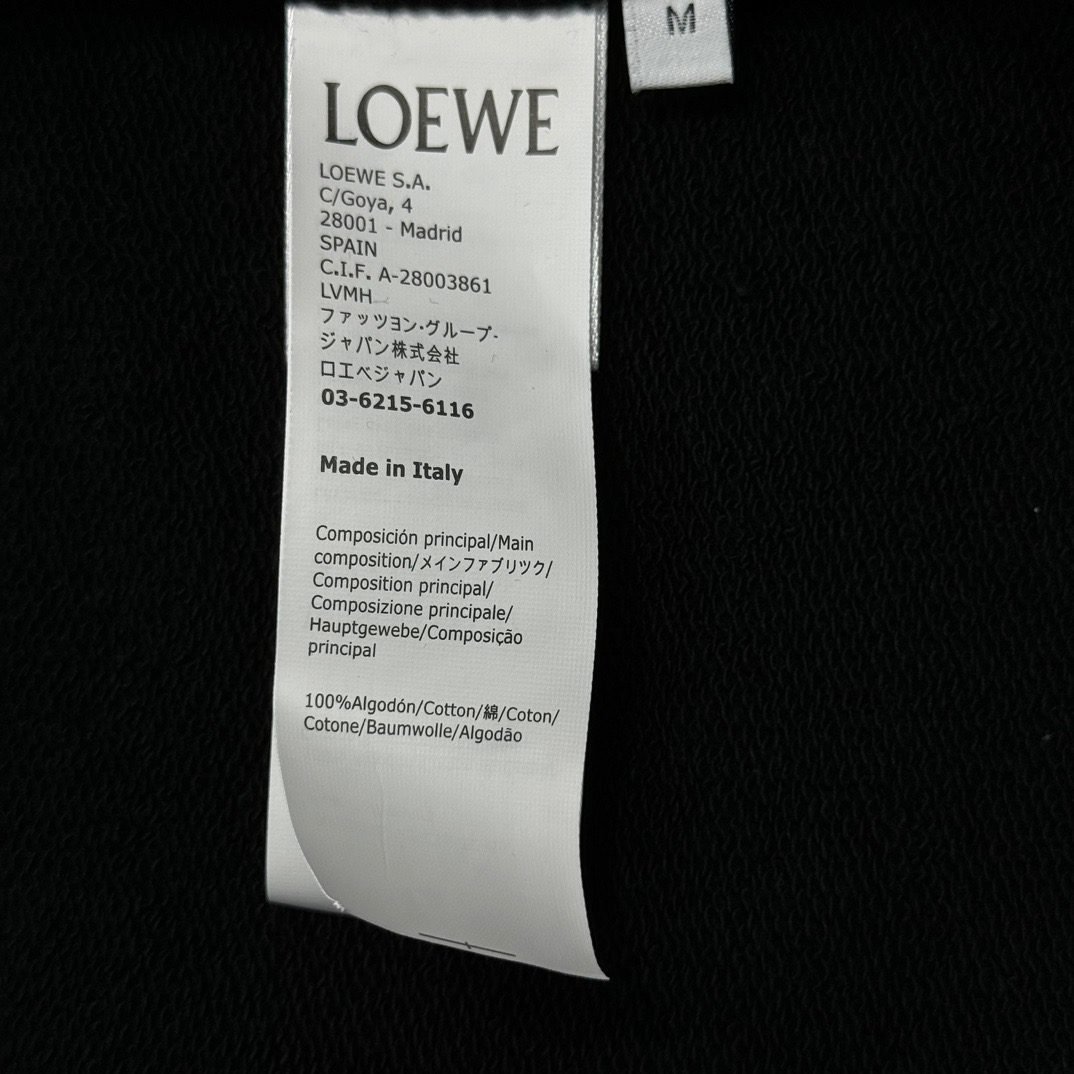 LOEWE
M
LOEWE S.A.
C/Goya, 4
28001 - Madrid
SPAIN
C.I.F. A-28003861
LVMH
ファッツヨン·グループ-
ジャパン株式会社
ロエベジャパン
03-6215-6116
Made in Italy
Composición principal/Main
composition/メインファブリツク/
Composition principal/
Composizione principale/
Hauptgewebe/Composição
principal
100%Algodón/Cotton/綿/Coton/
Cotone/Baumwolle/Algodão